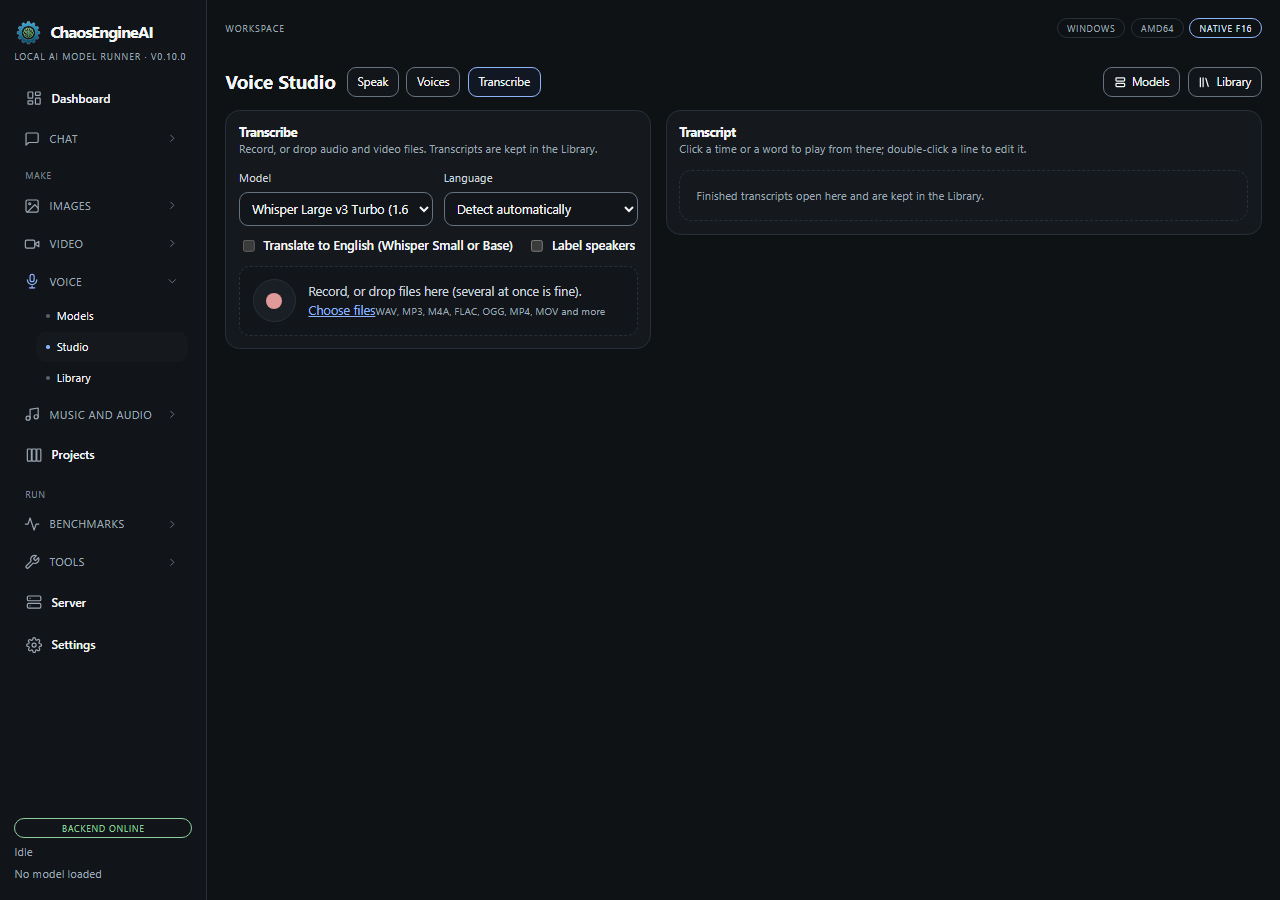 ChaosEngineAI
LOCAL AI MODEL RUNNER · V0.10.0
Dashboard
CHAT
MAKE
IMAGES
VIDEO
VOICE
Models
Studio
Library
MUSIC AND AUDIO
Projects
RUN
BENCHMARKS
TOOLS
Server
Settings
BACKEND ONLINE
Idle
No model loaded
WORKSPACE
WINDOWS AMD64 NATIVE F16
Voice Studio Speak Voices Transcribe Models Library
Transcribe
Record, or drop audio and video files. Transcripts are kept in the Library.
Model Language
Whisper Large v3 Turbo (1.6 Detect automatically
Translate to English (Whisper Small or Base) Label speakers
Record, or drop files here (several at once is fine).
Choose files WAV, MP3, M4A, FLAC, OGG, MP4, MOV and more
Transcript
Click a time or a word to play from there; double-click a line to edit it.
Finished transcripts open here and are kept in the Library.